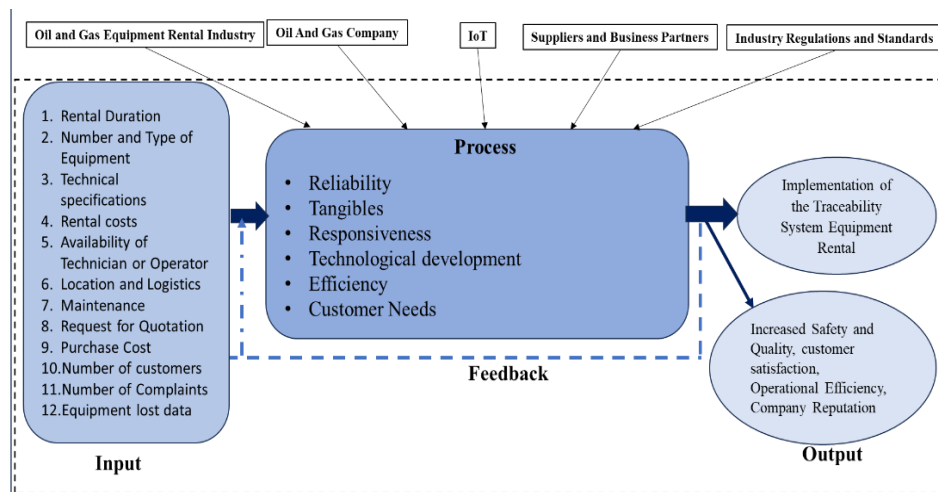 Oil and Gas Equipment Rental Industry
Oil And Gas Company
IoT
Suppliers and Business Partners
Industry Regulations and Standards
1. Rental Duration
2. Number and Type of
Equipment
3. Technical
specifications
4. Rental costs
5. Availability of
Technician or Operator
6. Location and Logistics
7. Maintenance
8. Request for Quotation
9. Purchase Cost
10.Number of customers
11.Number of Complaints
12.Equipment lost data
Input
Process
• Reliability
• Tangibles
• Responsiveness
• Technological development
• Efficiency
• Customer Needs
Feedback
Implementation of
the Traceability
System Equipment
Rental
Increased Safety and
Quality, customer
satisfaction,
Operational Efficiency,
Company Reputation
Output